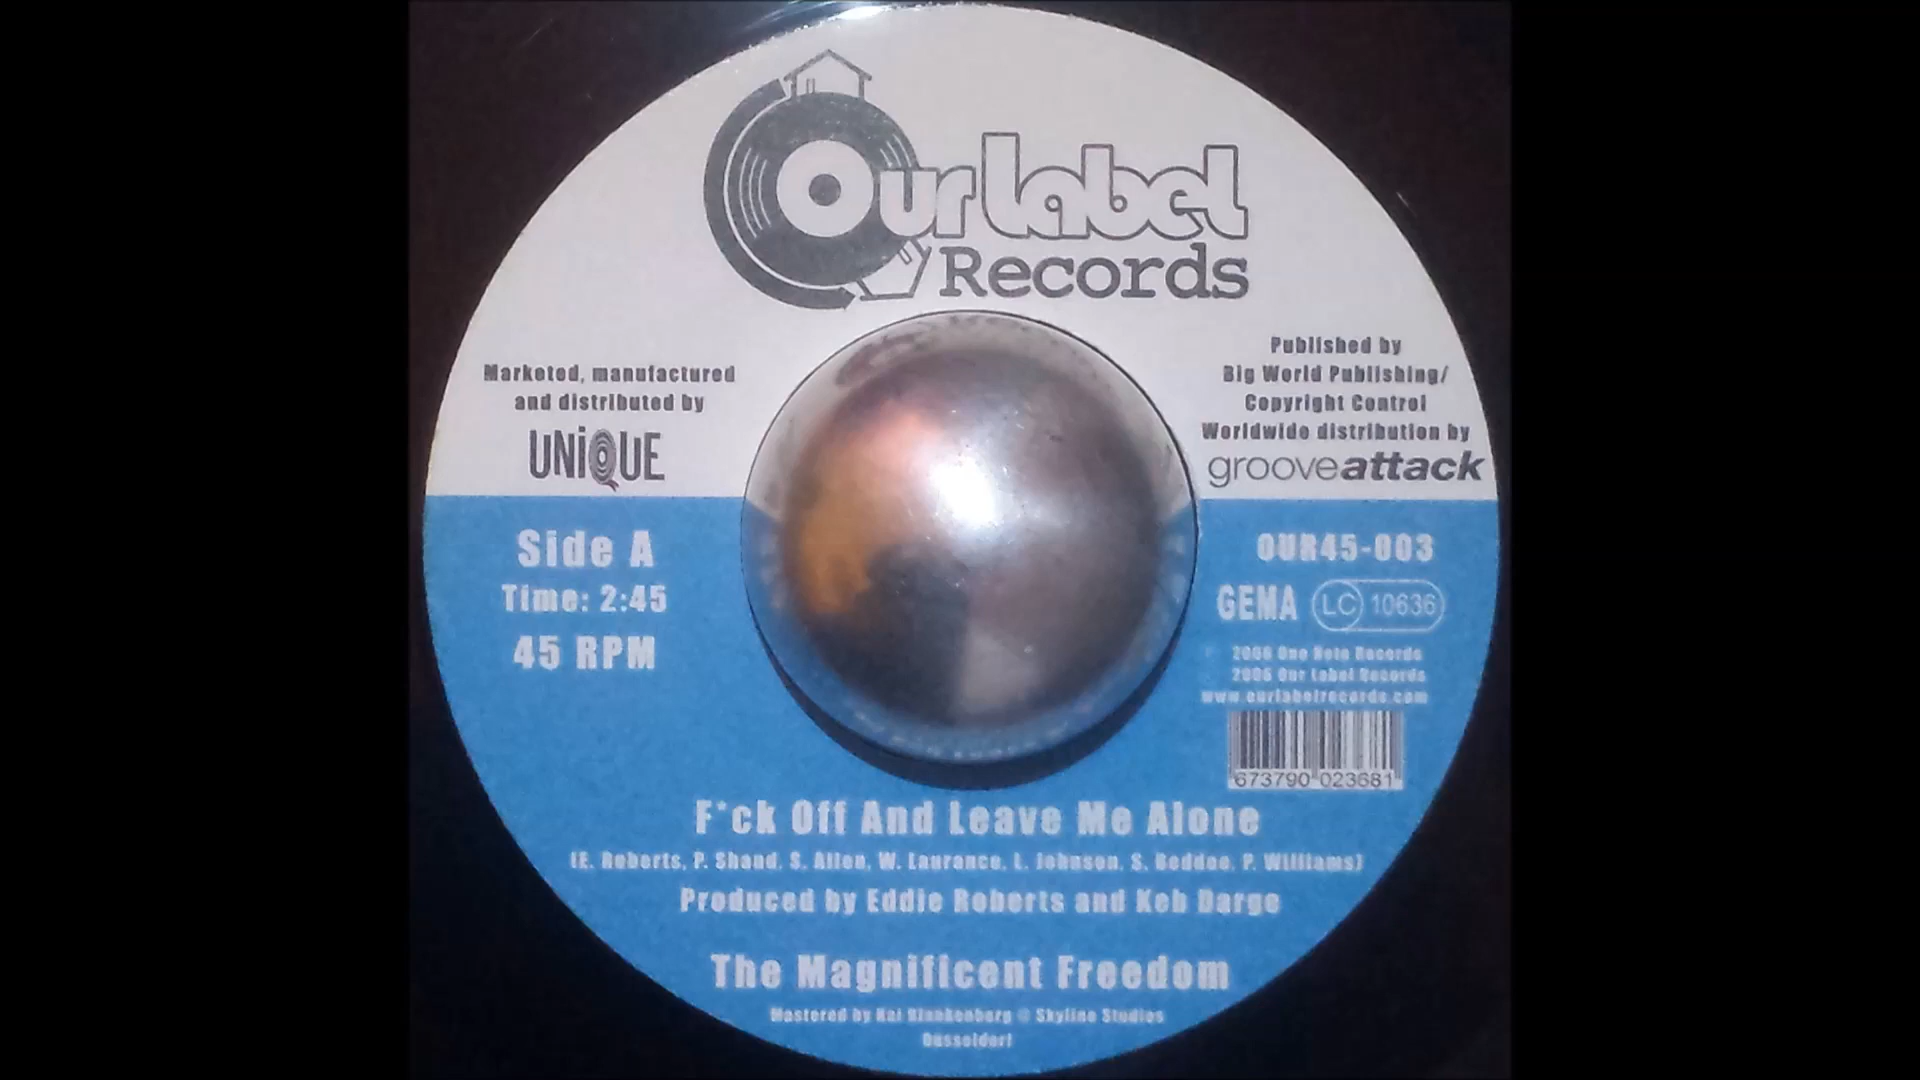 Our Label
Records
Marketed, manufactured
and distributed by
UNiQUE
Published by
Big World Publishing/
Copyright Control
Worldwide distribution by
grooveattack
Side A
Time: 2:45
45 RPM
OUR45-003
GEMA LC 10636
2006 One Note Records
2006 Our Label Records
www.ourlabelrecords.com
673790 023681
F*ck Off And Leave Me Alone
(E. Roberts, P. Shand, S. Allen, W. Laurance, L. Johnson, S. Beddoe, P. Williams)
Produced by Eddie Roberts and Keb Darge
The Magnificent Freedom
Mastered by Kai Blankenberg @ Skyline Studios
Düsseldorf